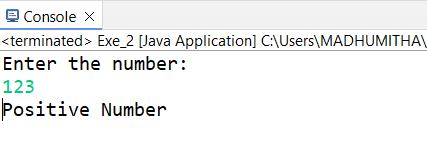 Console
<terminated> Exe_2 [Java Application] C:\Users\MADHUMITHA\
Enter the number:
123
Positive Number